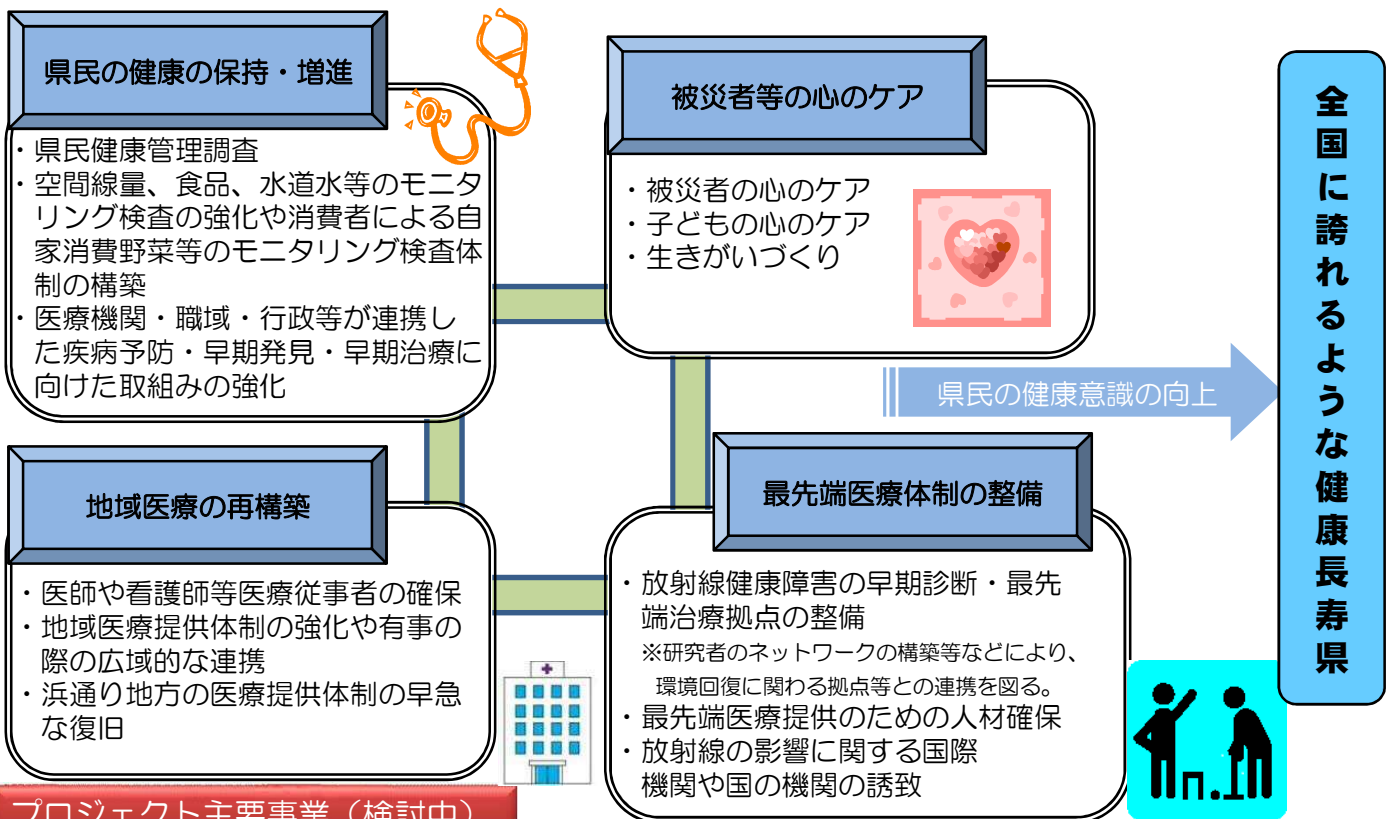 県民の健康の保持・増進
・県民健康管理調査
・空間線量、食品、水道水等のモニタ
リング検査の強化や消費者による自
家消費野菜等のモニタリング検査体
制の構築
・医療機関・職域・行政等が連携し
た疾病予防・早期発見・早期治療に
向けた取組みの強化
被災者等の心のケア
・被災者の心のケア
・子どもの心のケア
・生きがいづくり
県民の健康意識の向上
全国に誇れるような健康長寿県
地域医療の再構築
・医師や看護師等医療従事者の確保
・地域医療提供体制の強化や有事の
際の広域的な連携
・浜通り地方の医療提供体制の早急
な復旧
最先端医療体制の整備
・放射線健康障害の早期診断・最先
端治療拠点の整備
※研究者のネットワークの構築等などにより、
環境回復に関わる拠点等との連携を図る。
・最先端医療提供のための人材確保
・放射線の影響に関する国際
機関や国の機関の誘致
プロジェクト主要事業（検討中）